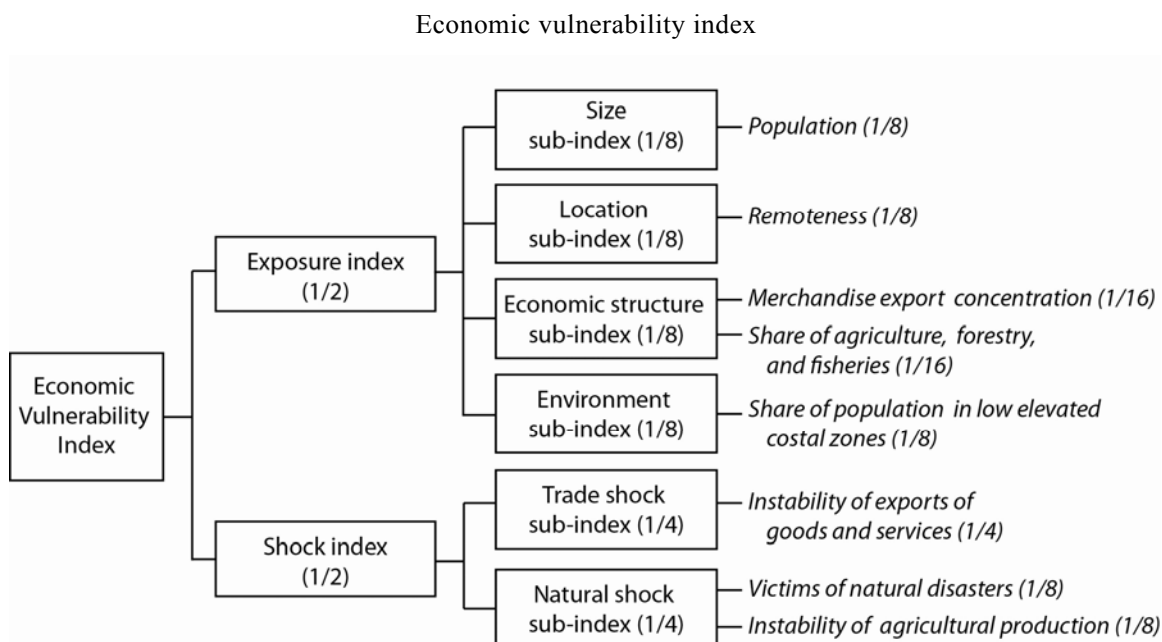 Economic vulnerability index
Economic
Vulnerability
Index
Exposure index
(1/2)
Size
sub-index (1/8)
Population (1/8)
Location
sub-index (1/8)
Remoteness (1/8)
Economic structure
sub-index (1/8)
Merchandise export concentration (1/16)
Share of agriculture, forestry,
and fisheries (1/16)
Environment
sub-index (1/8)
Share of population in low elevated
costal zones (1/8)
Shock index
(1/2)
Trade shock
sub-index (1/4)
Instability of exports of
goods and services (1/4)
Natural shock
sub-index (1/4)
Victims of natural disasters (1/8)
Instability of agricultural production (1/8)